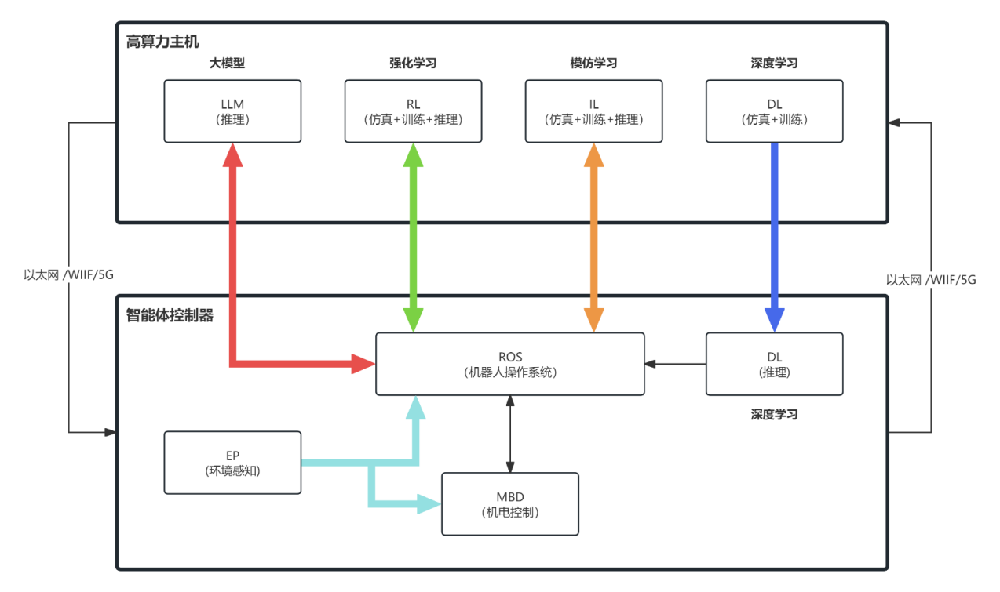 高算力主机
大模型
强化学习
模仿学习
深度学习
LLM
（推理）
RL
（仿真+训练+推理）
IL
（仿真+训练+推理）
DL
（仿真+训练）
以太网 /WIIF/5G
以太网 /WIIF/5G
智能体控制器
ROS
（机器人操作系统）
DL
(推理)
深度学习
EP
(环境感知)
MBD
（机电控制）